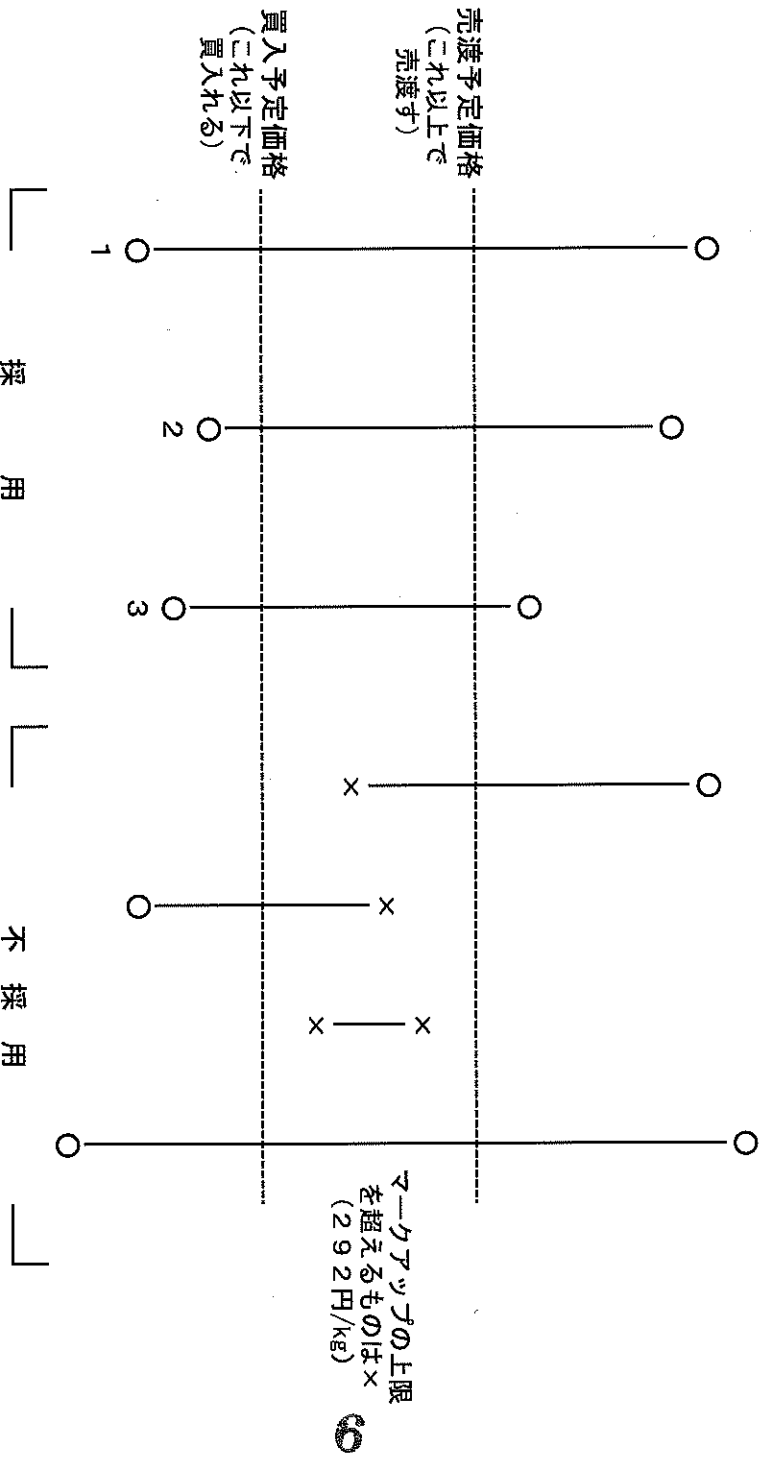 売渡予定価格
(これ以上で
売渡す)
買入予定価格
(これ以下で
買入れる)
1
2
3
×
×
×
×
マークアップの上限
を超えるものは×
(292円/kg)
採用
不採用
6